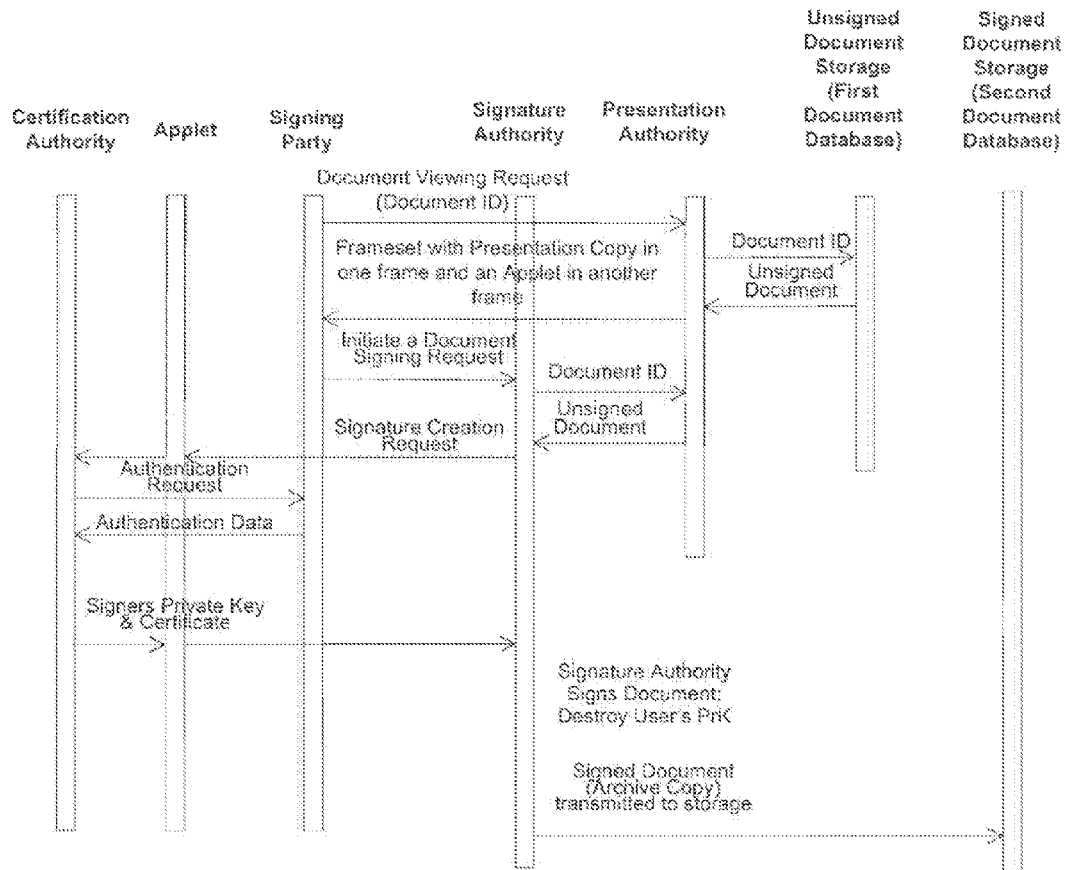 Certification
Authority
Applet
Signing
Party
Signature
Authority
Presentation
Authority
Unsigned
Document
Storage
(First
Document
Database)
Signed
Document
Storage
(Second
Document
Database)
Document Viewing Request
(Document ID)
Document ID
Unsigned
Document
Frameset with Presentation Copy in
one frame and an Applet in another
frame
Initiate a Document
Signing Request
Document ID
Unsigned
Document
Signature Creation
Request
Authentication
Request
Authentication Data
Signers Private Key
& Certificate
Signature Authority
Signs Document;
Destroy User's PrK
Signed Document
(Archive Copy)
transmitted to storage